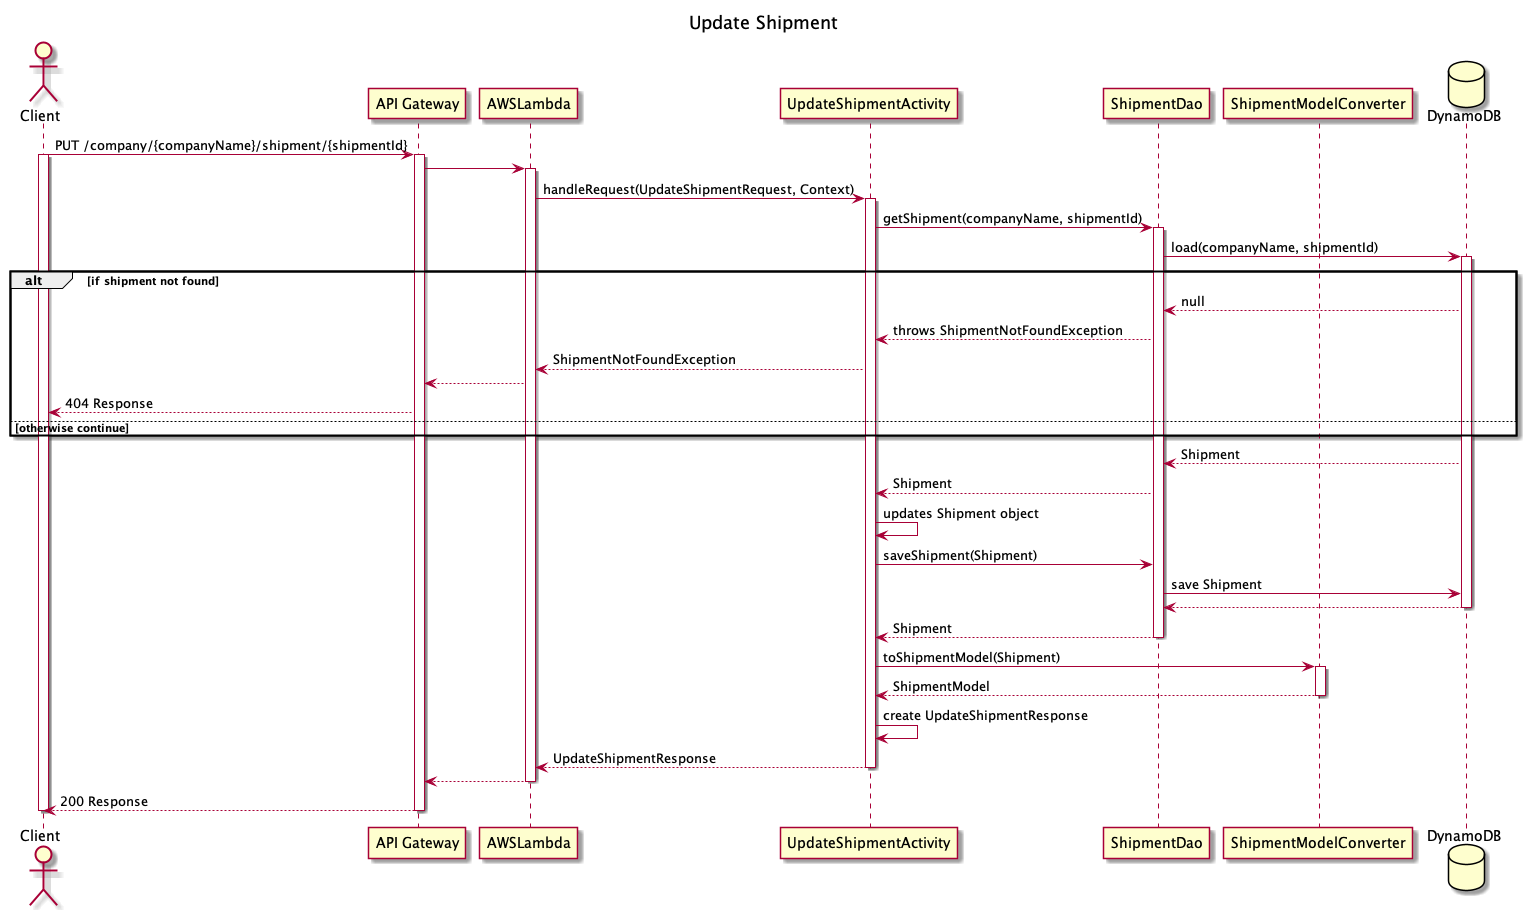 Update Shipment
Client
API Gateway
AWSLambda
UpdateShipmentActivity
ShipmentDao
ShipmentModelConverter
DynamoDB
PUT /company/{companyName}/shipment/{shipmentId}
handleRequest(UpdateShipmentRequest, Context)
getShipment(companyName, shipmentId)
load(companyName, shipmentId)
alt
[if shipment not found]
null
throws ShipmentNotFoundException
ShipmentNotFoundException
404 Response
[otherwise continue]
Shipment
Shipment
updates Shipment object
saveShipment(Shipment)
save Shipment
Shipment
toShipmentModel(Shipment)
ShipmentModel
create UpdateShipmentResponse
UpdateShipmentResponse
200 Response
Client
API Gateway
AWSLambda
UpdateShipmentActivity
ShipmentDao
ShipmentModelConverter
DynamoDB